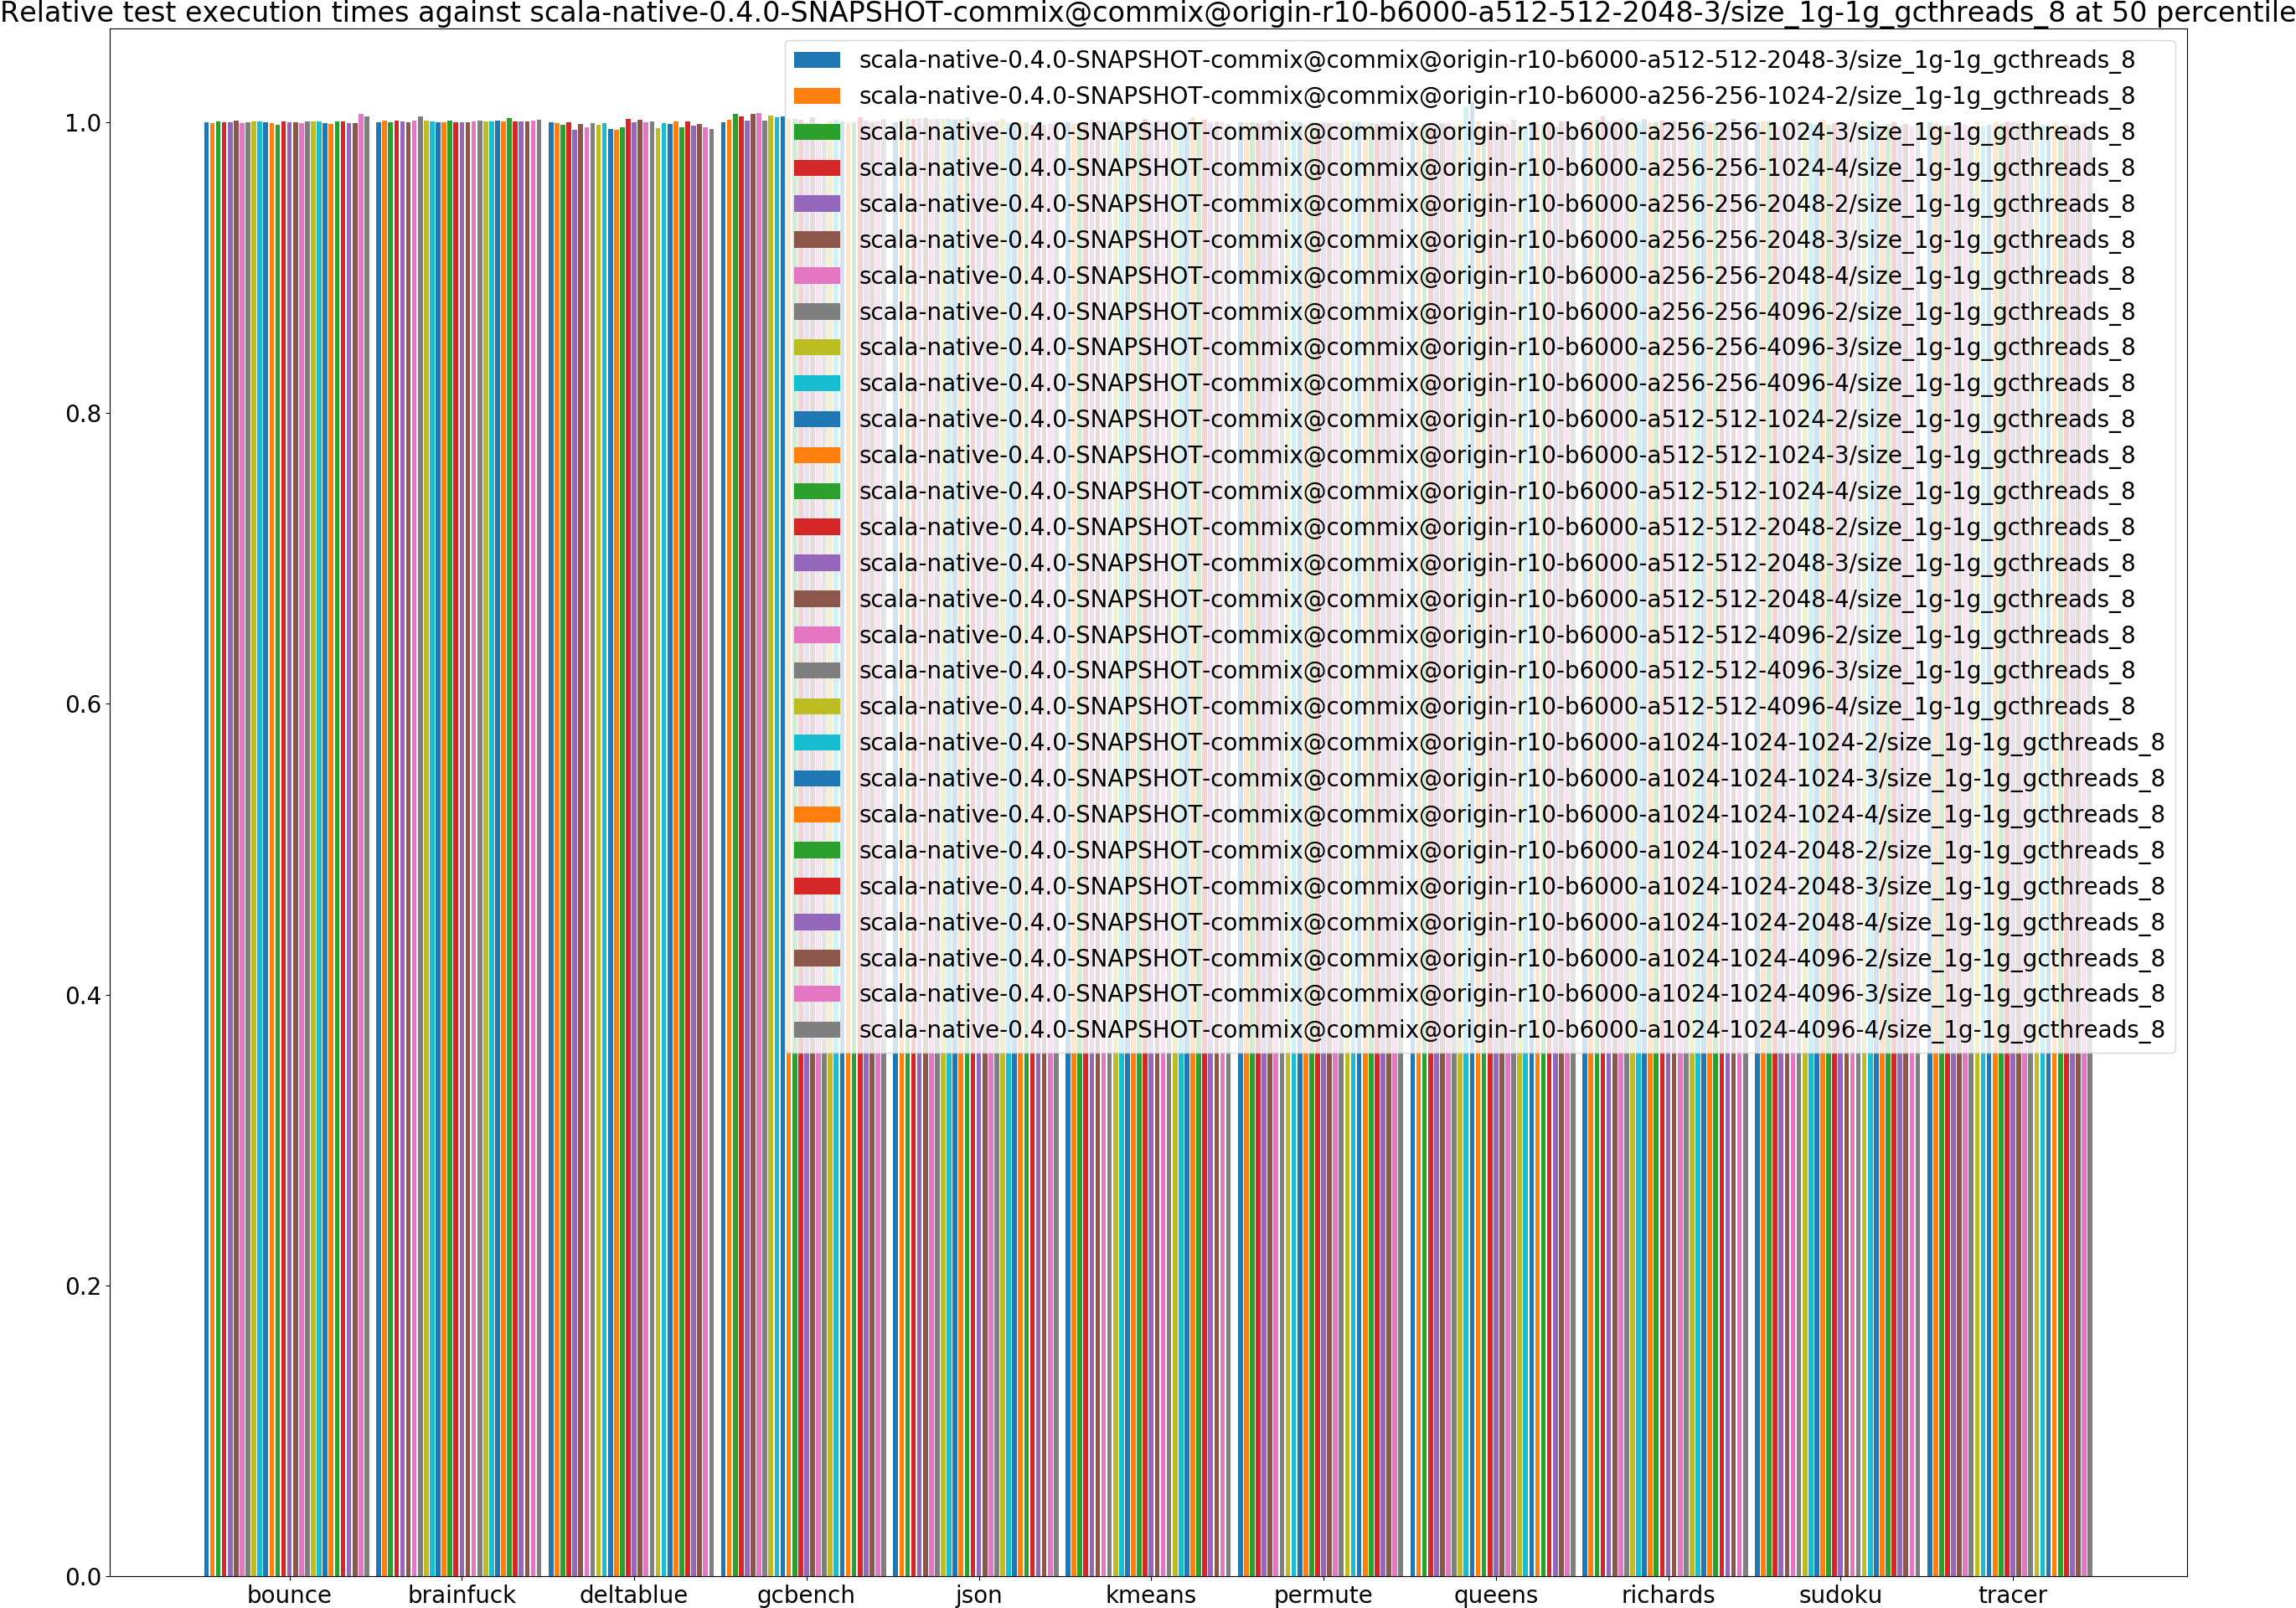 Relative test execution times against scala-native-0.4.0-SNAPSHOT-commix@commix@origin-r10-b6000-a512-512-2048-3/size_1g-1g_gcthreads_8 at 50 percentile
scala-native-0.4.0-SNAPSHOT-commix@commix@origin-r10-b6000-a512-512-2048-3/size_1g-1g_gcthreads_8
scala-native-0.4.0-SNAPSHOT-commix@commix@origin-r10-b6000-a256-256-1024-2/size_1g-1g_gcthreads_8
scala-native-0.4.0-SNAPSHOT-commix@commix@origin-r10-b6000-a256-256-1024-3/size_1g-1g_gcthreads_8
scala-native-0.4.0-SNAPSHOT-commix@commix@origin-r10-b6000-a256-256-1024-4/size_1g-1g_gcthreads_8
scala-native-0.4.0-SNAPSHOT-commix@commix@origin-r10-b6000-a256-256-2048-2/size_1g-1g_gcthreads_8
scala-native-0.4.0-SNAPSHOT-commix@commix@origin-r10-b6000-a256-256-2048-3/size_1g-1g_gcthreads_8
scala-native-0.4.0-SNAPSHOT-commix@commix@origin-r10-b6000-a256-256-2048-4/size_1g-1g_gcthreads_8
scala-native-0.4.0-SNAPSHOT-commix@commix@origin-r10-b6000-a256-256-4096-2/size_1g-1g_gcthreads_8
scala-native-0.4.0-SNAPSHOT-commix@commix@origin-r10-b6000-a256-256-4096-3/size_1g-1g_gcthreads_8
scala-native-0.4.0-SNAPSHOT-commix@commix@origin-r10-b6000-a256-256-4096-4/size_1g-1g_gcthreads_8
scala-native-0.4.0-SNAPSHOT-commix@commix@origin-r10-b6000-a512-512-1024-2/size_1g-1g_gcthreads_8
scala-native-0.4.0-SNAPSHOT-commix@commix@origin-r10-b6000-a512-512-1024-3/size_1g-1g_gcthreads_8
scala-native-0.4.0-SNAPSHOT-commix@commix@origin-r10-b6000-a512-512-1024-4/size_1g-1g_gcthreads_8
scala-native-0.4.0-SNAPSHOT-commix@commix@origin-r10-b6000-a512-512-2048-2/size_1g-1g_gcthreads_8
scala-native-0.4.0-SNAPSHOT-commix@commix@origin-r10-b6000-a512-512-2048-3/size_1g-1g_gcthreads_8
scala-native-0.4.0-SNAPSHOT-commix@commix@origin-r10-b6000-a512-512-2048-4/size_1g-1g_gcthreads_8
scala-native-0.4.0-SNAPSHOT-commix@commix@origin-r10-b6000-a512-512-4096-2/size_1g-1g_gcthreads_8
scala-native-0.4.0-SNAPSHOT-commix@commix@origin-r10-b6000-a512-512-4096-3/size_1g-1g_gcthreads_8
scala-native-0.4.0-SNAPSHOT-commix@commix@origin-r10-b6000-a512-512-4096-4/size_1g-1g_gcthreads_8
scala-native-0.4.0-SNAPSHOT-commix@commix@origin-r10-b6000-a1024-1024-1024-2/size_1g-1g_gcthreads_8
scala-native-0.4.0-SNAPSHOT-commix@commix@origin-r10-b6000-a1024-1024-1024-3/size_1g-1g_gcthreads_8
scala-native-0.4.0-SNAPSHOT-commix@commix@origin-r10-b6000-a1024-1024-1024-4/size_1g-1g_gcthreads_8
scala-native-0.4.0-SNAPSHOT-commix@commix@origin-r10-b6000-a1024-1024-2048-2/size_1g-1g_gcthreads_8
scala-native-0.4.0-SNAPSHOT-commix@commix@origin-r10-b6000-a1024-1024-2048-3/size_1g-1g_gcthreads_8
scala-native-0.4.0-SNAPSHOT-commix@commix@origin-r10-b6000-a1024-1024-2048-4/size_1g-1g_gcthreads_8
scala-native-0.4.0-SNAPSHOT-commix@commix@origin-r10-b6000-a1024-1024-4096-2/size_1g-1g_gcthreads_8
scala-native-0.4.0-SNAPSHOT-commix@commix@origin-r10-b6000-a1024-1024-4096-3/size_1g-1g_gcthreads_8
scala-native-0.4.0-SNAPSHOT-commix@commix@origin-r10-b6000-a1024-1024-4096-4/size_1g-1g_gcthreads_8
1.0
0.8
0.6
0.4
0.2
0.0
bounce brainfuck deltablue gcbench json kmeans permute queens richards sudoku tracer